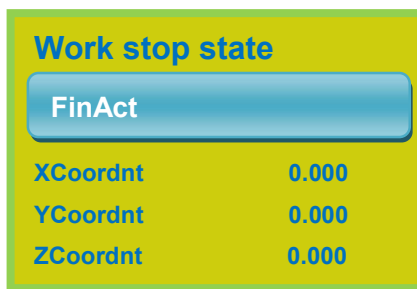 Work stop state
FinAct
XCoordnt 0.000
YCoordnt 0.000
ZCoordnt 0.000